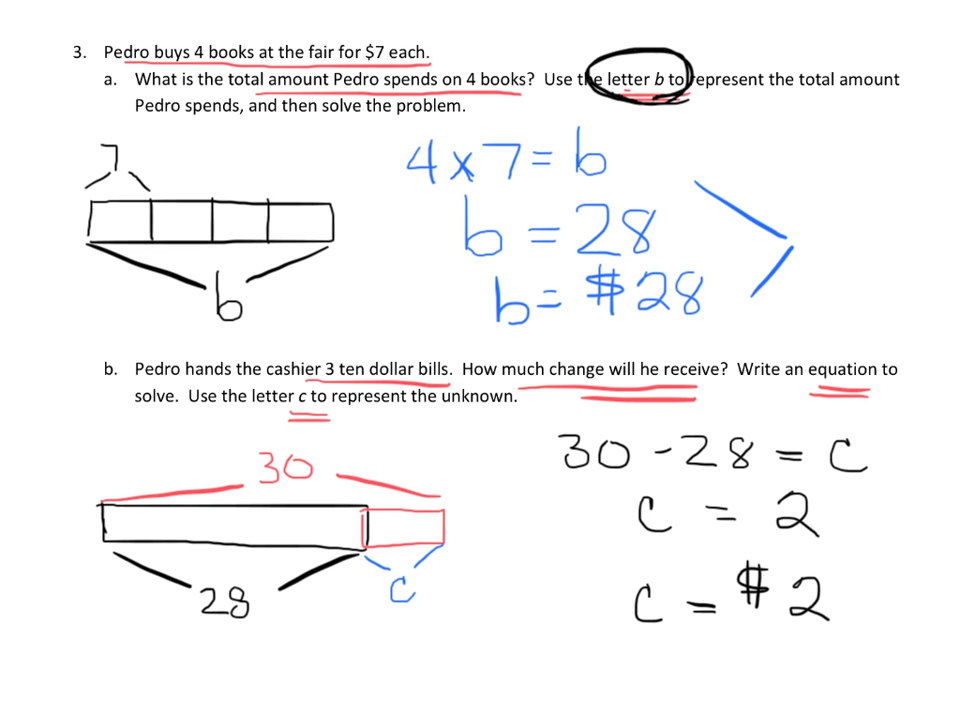 3. Pedro buys 4 books at the fair for $7 each.
a. What is the total amount Pedro spends on 4 books? Use the letter b to represent the total amount
Pedro spends, and then solve the problem.
7
4 x 7 = b
b = 28
b = $28
b
b. Pedro hands the cashier 3 ten dollar bills. How much change will he receive? Write an equation to
solve. Use the letter c to represent the unknown.
30
30 - 28 = c
c = 2
28
c
c = $2